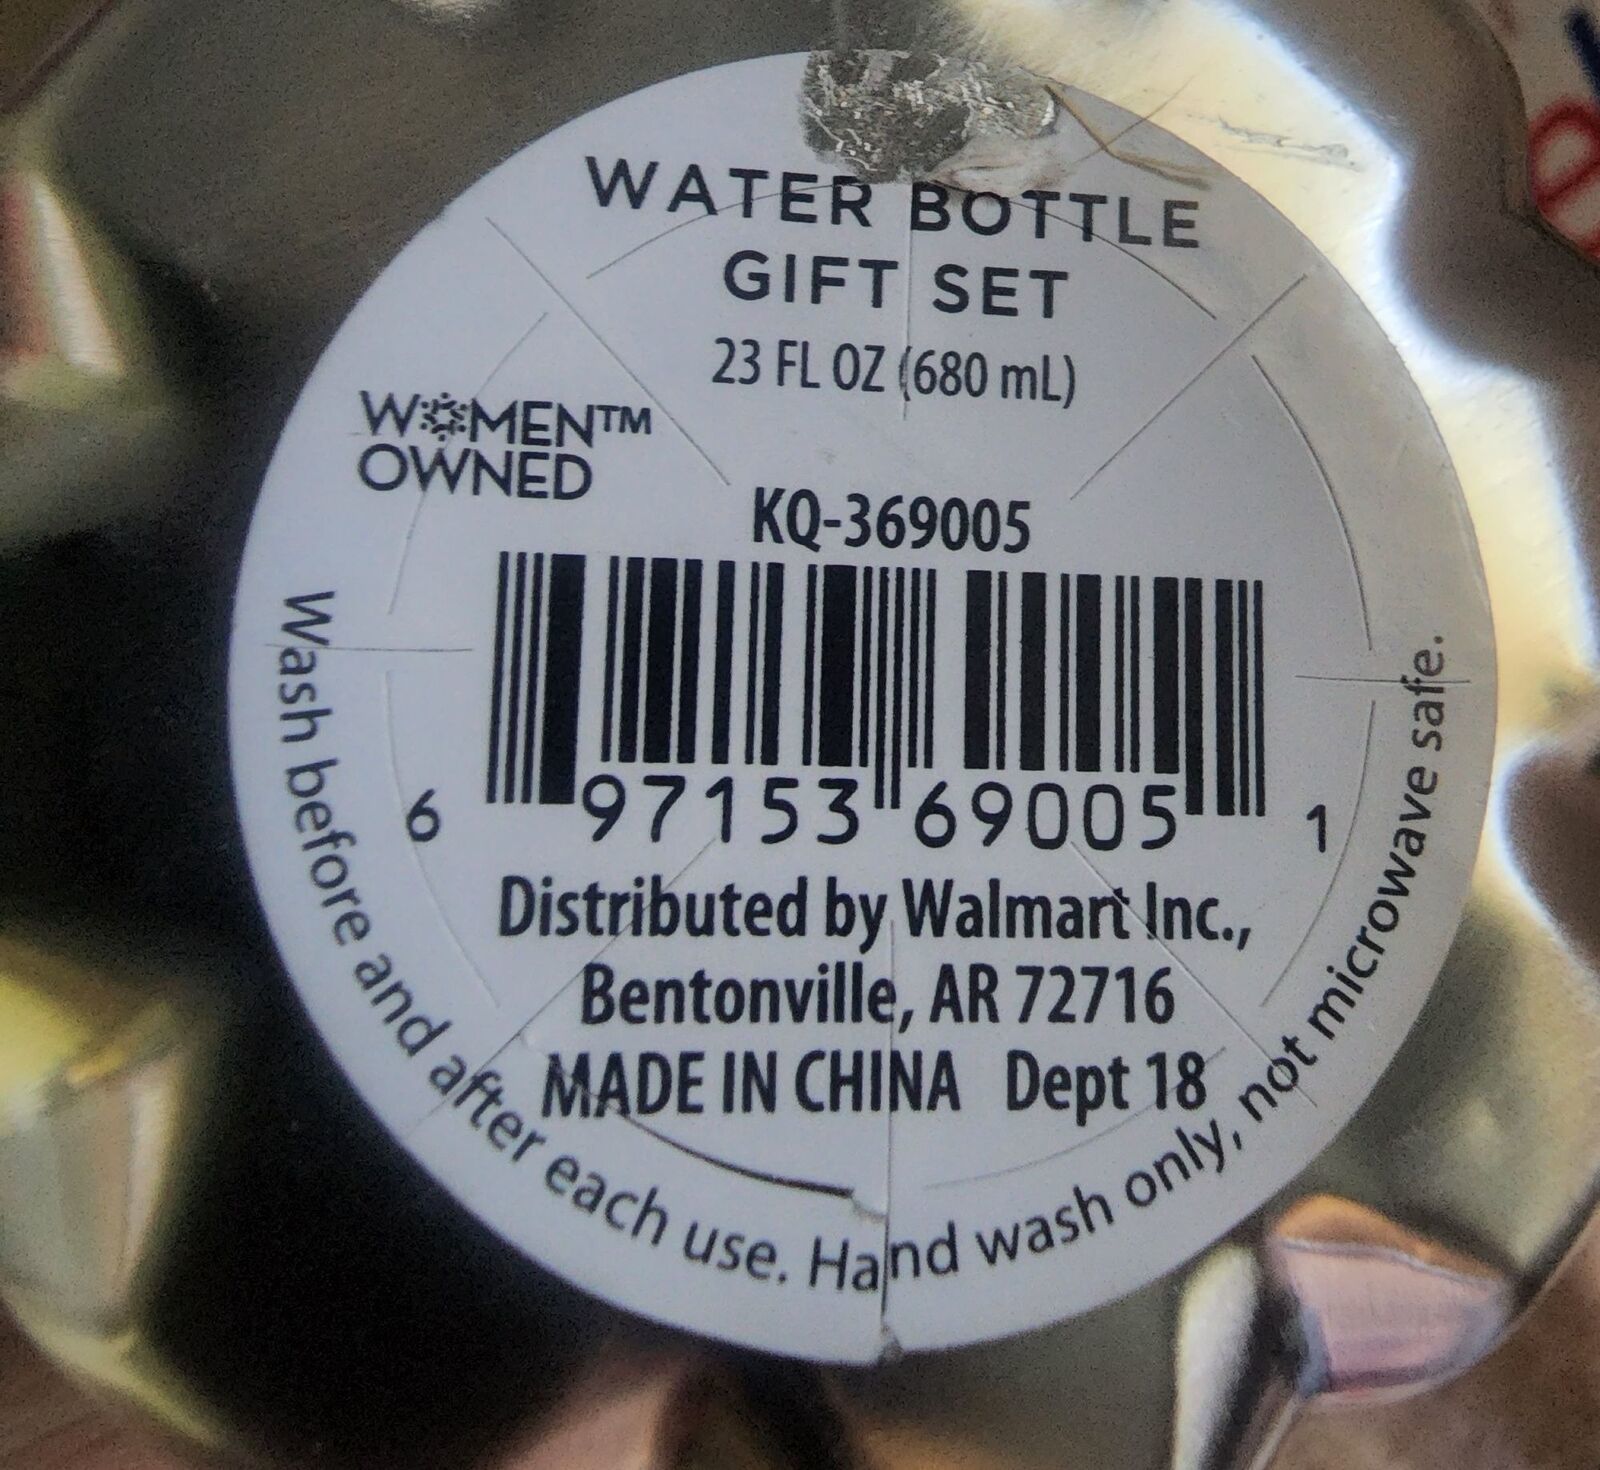 WATER BOTTLE
GIFT SET
23 FL OZ (680 mL)
WOMEN™
OWNED
KQ-369005
6 97153 69005 1
Distributed by Walmart Inc.,
Bentonville, AR 72716
MADE IN CHINA Dept 18
Wash before and after each use. Hand wash only, not microwave safe.